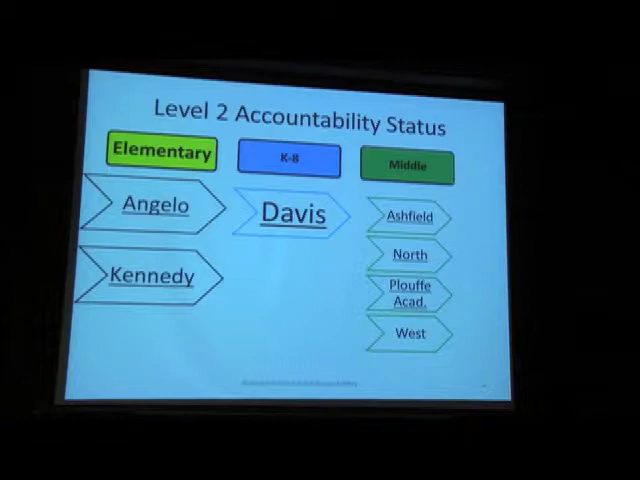 Level 2 Accountability Status
Elementary
K-8
Middle
Angelo
Davis
Ashfield
Kennedy
North
Plouffe
Acad.
West